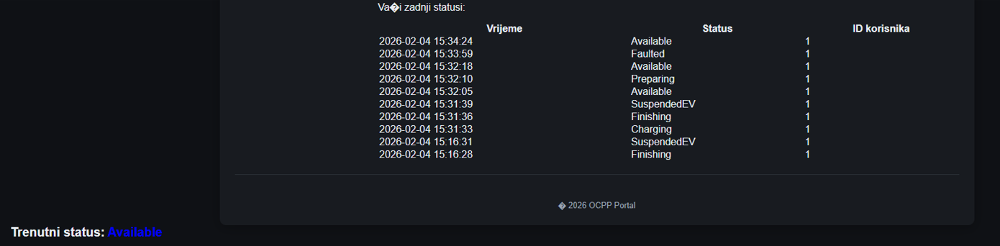 Va�i zadnji statusi:
Vrijeme Status ID korisnika
2026-02-04 15:34:24 Available 1
2026-02-04 15:33:59 Faulted 1
2026-02-04 15:32:18 Available 1
2026-02-04 15:32:10 Preparing 1
2026-02-04 15:32:05 Available 1
2026-02-04 15:31:39 SuspendedEV 1
2026-02-04 15:31:36 Finishing 1
2026-02-04 15:31:33 Charging 1
2026-02-04 15:16:31 SuspendedEV 1
2026-02-04 15:16:28 Finishing 1
� 2026 OCPP Portal
Trenutni status: Available